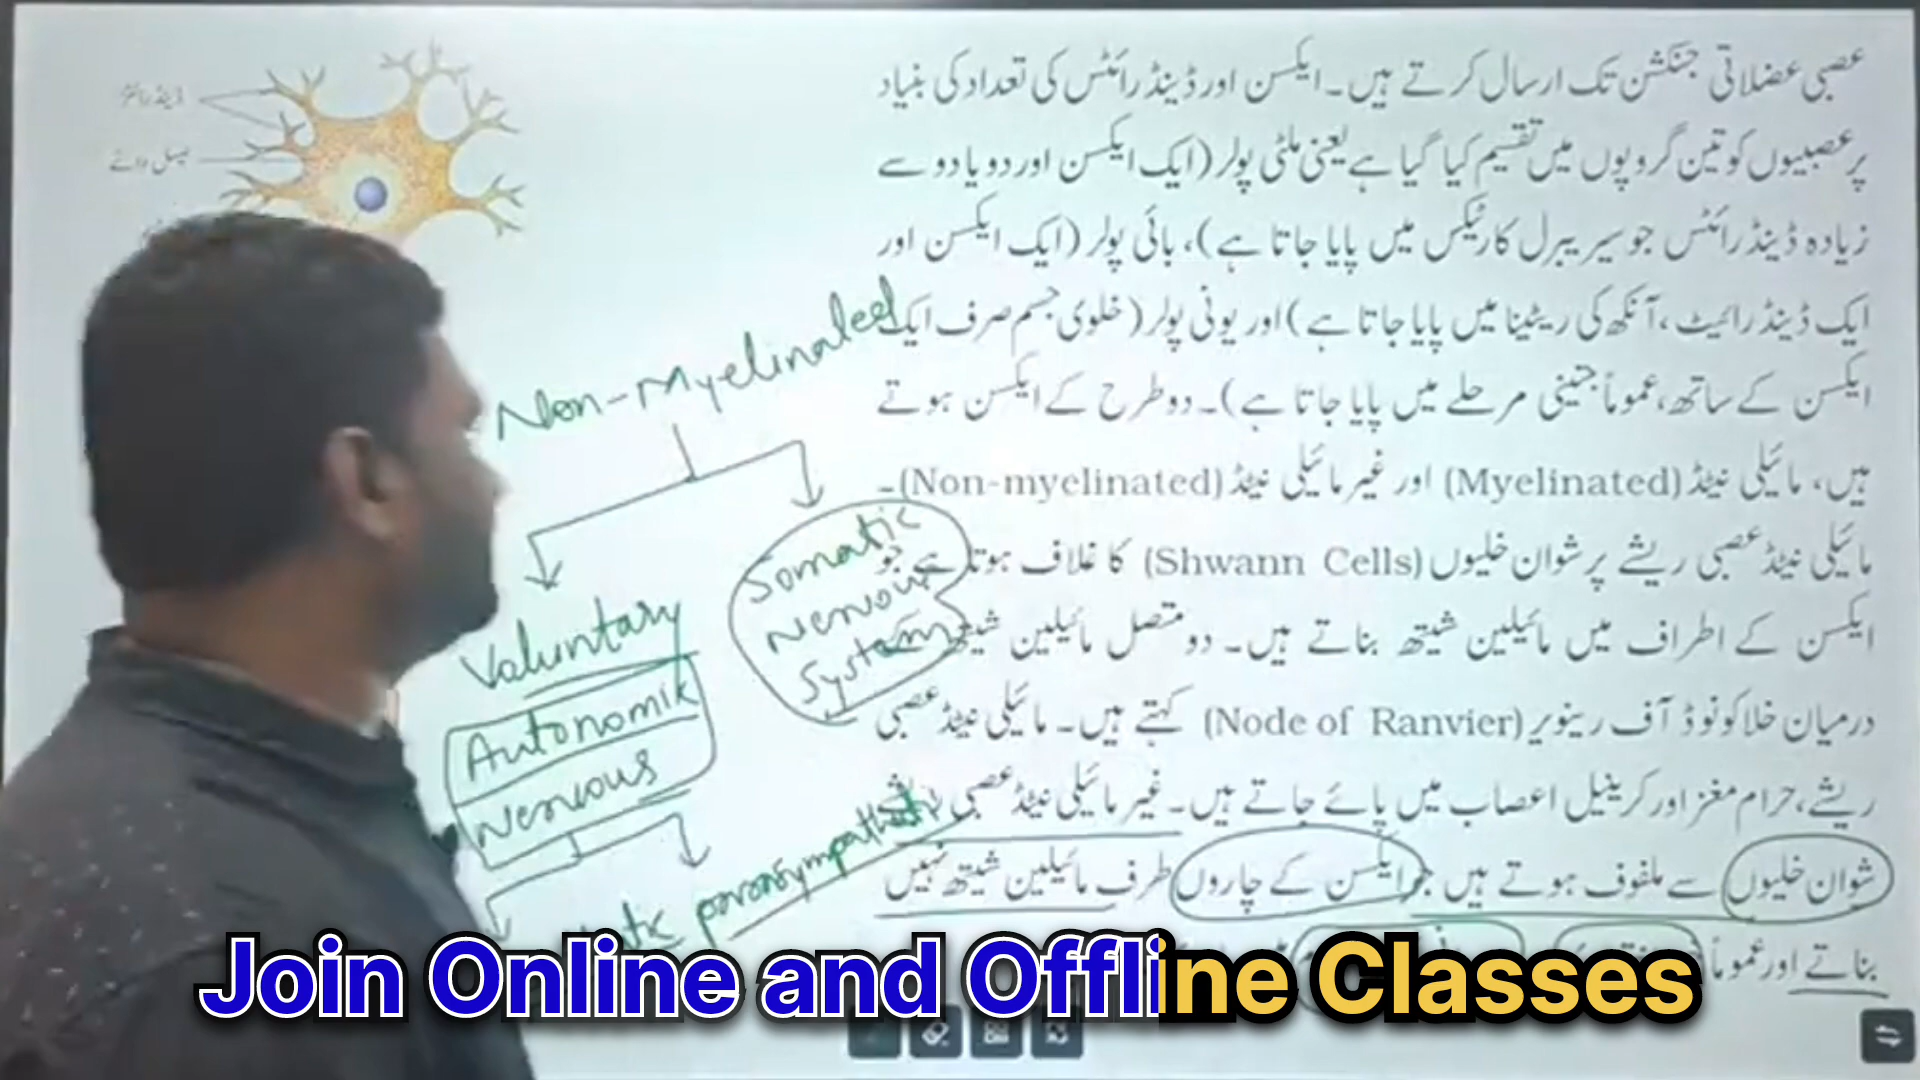 عصبی عضلاتی جنکشن تک ارسال کرتے ہیں۔ ایکسن اور ڈینڈرائٹس کی تعداد کی بنیاد
پر عصبیوں کو تین گروپوں میں تقسیم کیا گیا ہے یعنی ملٹی پولر (ایک ایکسن اور دو یا دو سے
زیادہ ڈینڈرائٹس جو سیریبرل کارٹیکس میں پایا جاتا ہے)، بائی پولر (ایک ایکسن اور
ایک ڈینڈرائیٹ، آنکھ کی ریٹینا میں پایا جاتا ہے) اور یونی پولر (خلوی جسم صرف ایک
ایکسن کے ساتھ، عموماً جنینی مرحلے میں پایا جاتا ہے)۔ دو طرح کے ایکسن ہوتے
ہیں، مائیلی نیٹڈ (Myelinated) اور غیر مائیلی نیٹڈ (Non-myelinated)۔
مائیلی نیٹڈ عصبی ریشے پر شوان خلیوں (Shwann Cells) کا غلاف ہوتا ہے جو
ایکسن کے اطراف میں مائیلین شیتھ بناتے ہیں۔ دو متصل مائیلین شیتھ کے
درمیان خلا کو نوڈ آف رینویر (Node of Ranvier) کہتے ہیں۔ مائیلی نیٹڈ عصبی
ریشے، حرام مغز اور کرینیل اعصاب میں پائے جاتے ہیں۔ غیر مائیلی نیٹڈ عصبی ریشے
شوان خلیوں سے ملفوف ہوتے ہیں جو ایکسن کے چاروں طرف مائیلین شیتھ نہیں
بناتے اور عموماً
ڈینڈرائٹز
Non-Myelinated
Voluntary
Autonomik
Nerveous
Somatic
Nervour
System
parasympathetic
Join Online and Offline Classes